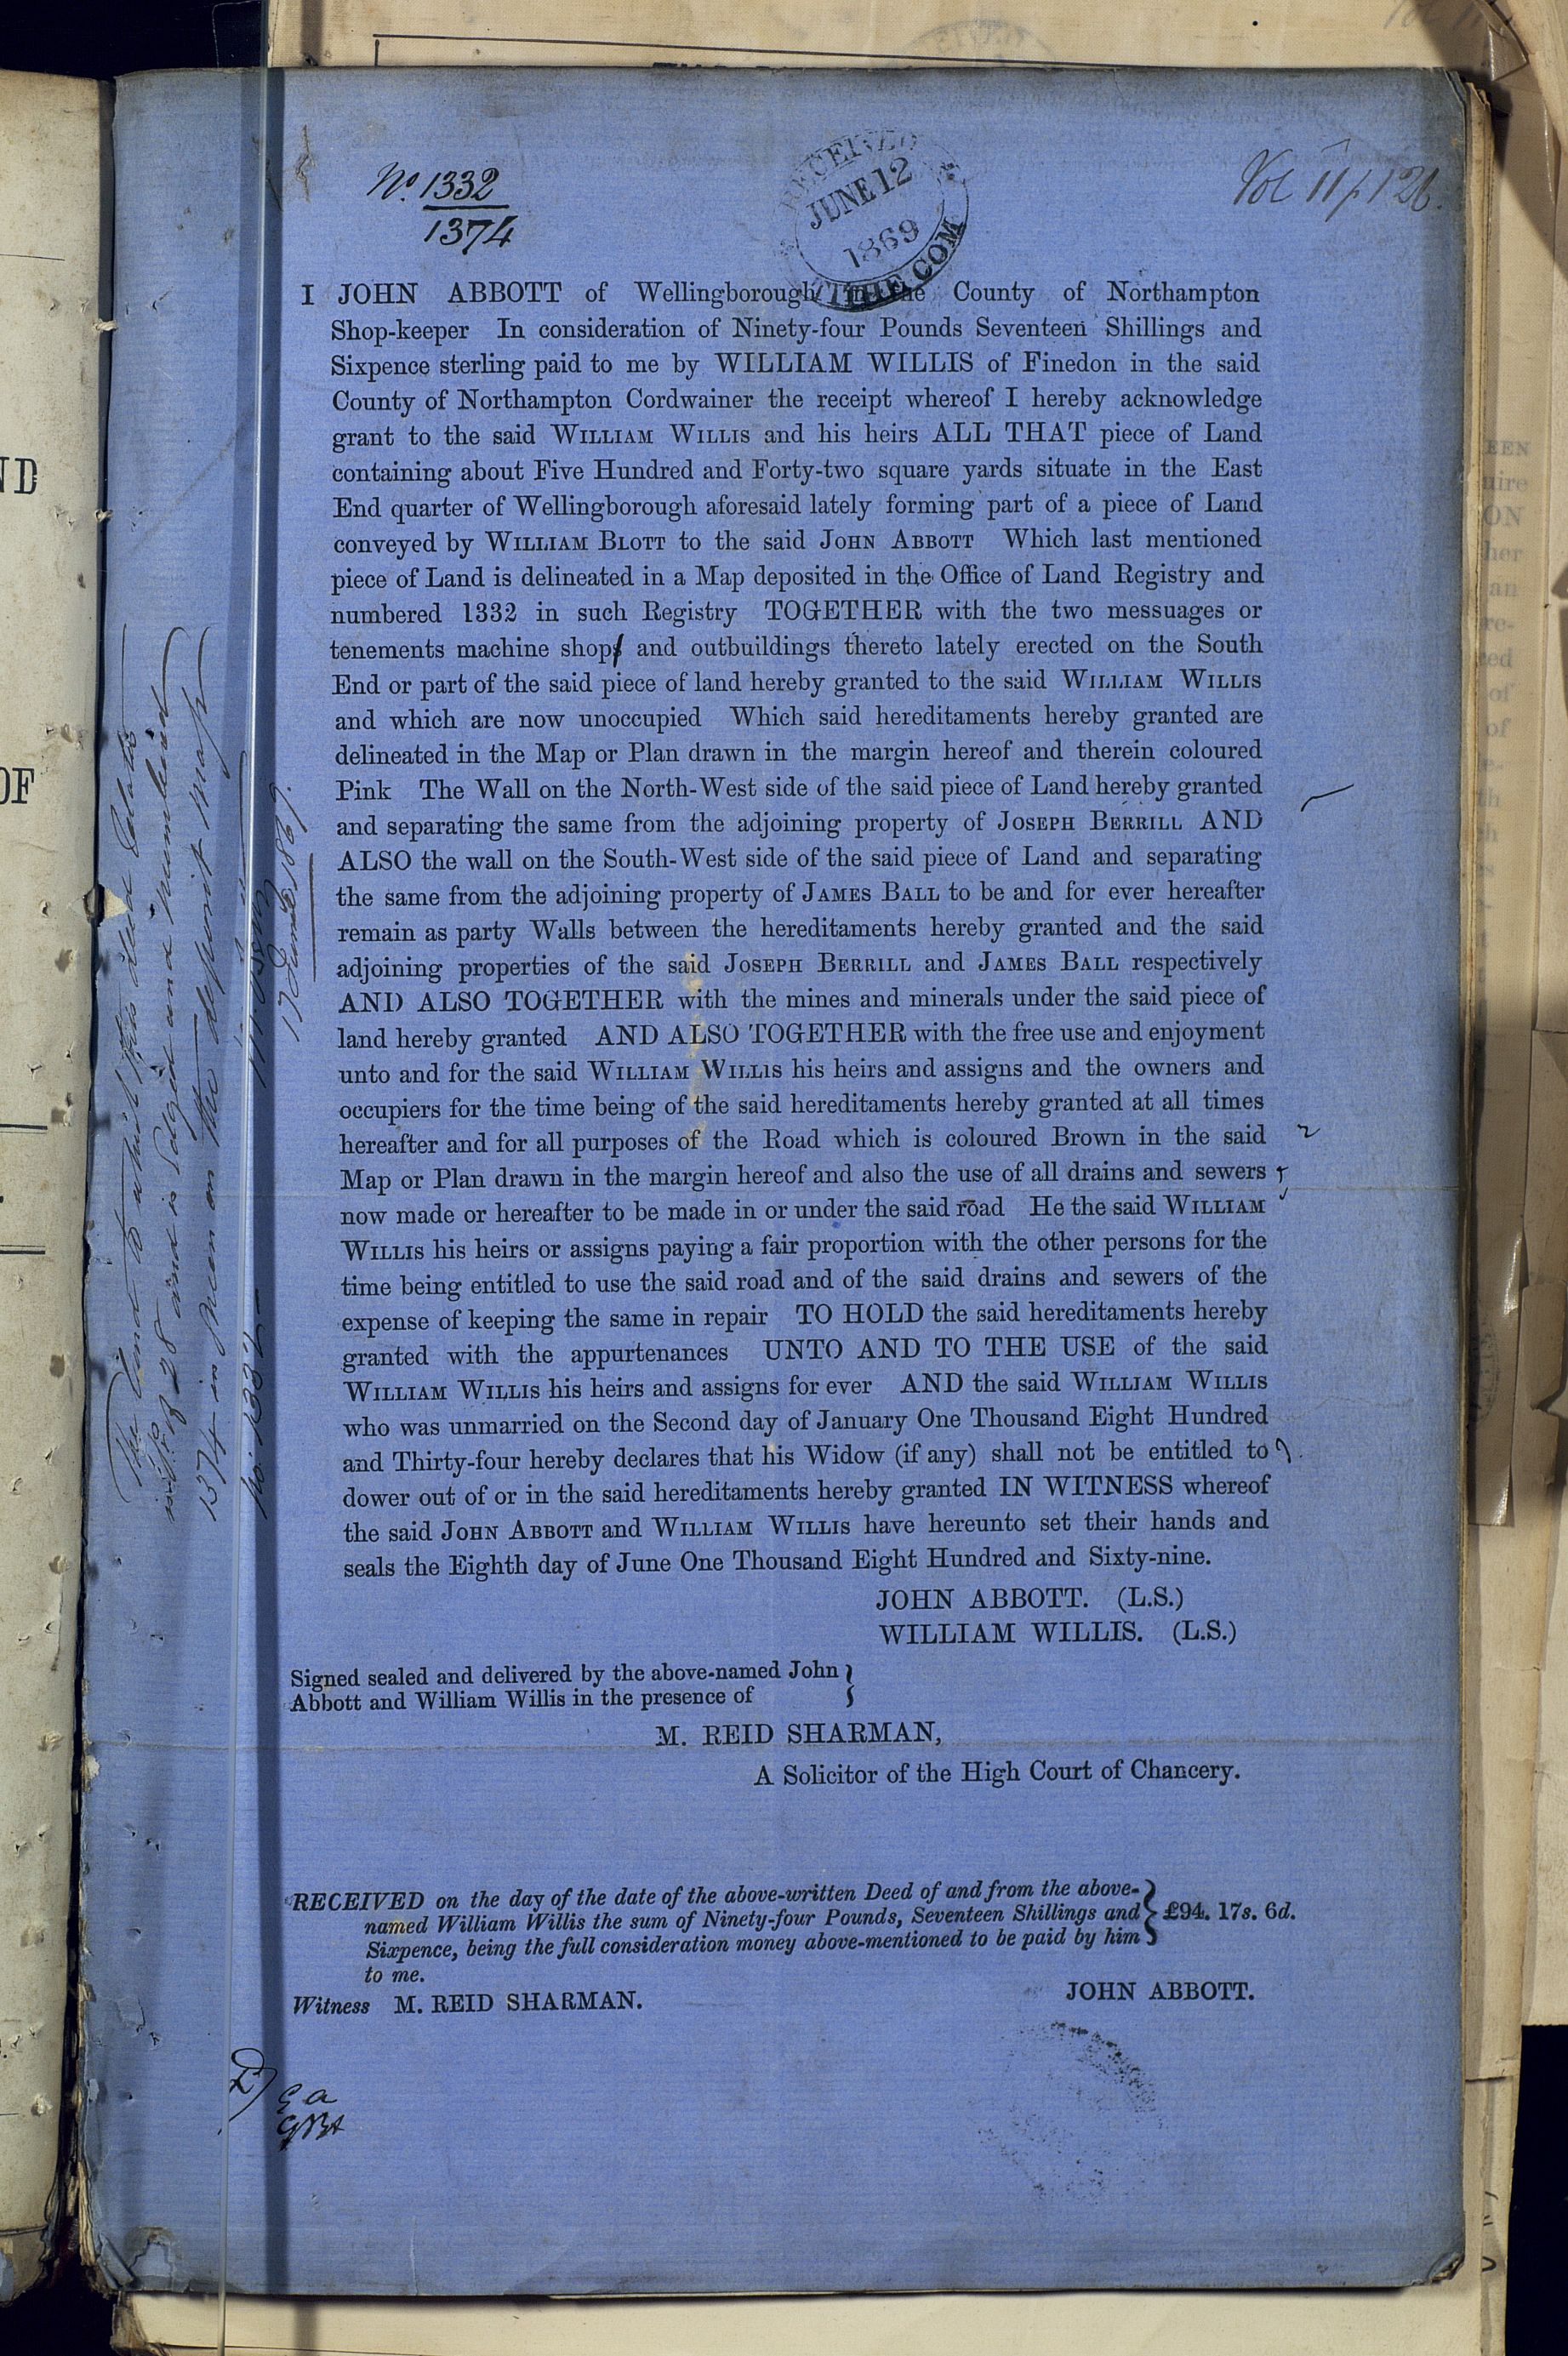 No. 1332
1374
RECEIVED
JUNE 12
1869
TITHE COM
Vol 11 p 126.
I JOHN ABBOTT of Wellingborough in the County of Northampton
Shop-keeper In consideration of Ninety-four Pounds Seventeen Shillings and
Sixpence sterling paid to me by WILLIAM WILLIS of Finedon in the said
County of Northampton Cordwainer the receipt whereof I hereby acknowledge
grant to the said WILLIAM WILLIS and his heirs ALL THAT piece of Land
containing about Five Hundred and Forty-two square yards situate in the East
End quarter of Wellingborough aforesaid lately forming part of a piece of Land
conveyed by WILLIAM BLOTT to the said JOHN ABBOTT Which last mentioned
piece of Land is delineated in a Map deposited in the Office of Land Registry and
numbered 1332 in such Registry TOGETHER with the two messuages or
tenements machine shops and outbuildings thereto lately erected on the South
End or part of the said piece of land hereby granted to the said WILLIAM WILLIS
and which are now unoccupied Which said hereditaments hereby granted are
delineated in the Map or Plan drawn in the margin hereof and therein coloured
Pink The Wall on the North-West side of the said piece of Land hereby granted
and separating the same from the adjoining property of JOSEPH BERRILL AND
ALSO the wall on the South-West side of the said piece of Land and separating
the same from the adjoining property of JAMES BALL to be and for ever hereafter
remain as party Walls between the hereditaments hereby granted and the said
adjoining properties of the said JOSEPH BERRILL and JAMES BALL respectively
AND ALSO TOGETHER with the mines and minerals under the said piece of
land hereby granted AND ALSO TOGETHER with the free use and enjoyment
unto and for the said WILLIAM WILLIS his heirs and assigns and the owners and
occupiers for the time being of the said hereditaments hereby granted at all times
hereafter and for all purposes of the Road which is coloured Brown in the said
Map or Plan drawn in the margin hereof and also the use of all drains and sewers
now made or hereafter to be made in or under the said road He the said WILLIAM
WILLIS his heirs or assigns paying a fair proportion with the other persons for the
time being entitled to use the said road and of the said drains and sewers of the
expense of keeping the same in repair TO HOLD the said hereditaments hereby
granted with the appurtenances UNTO AND TO THE USE of the said
WILLIAM WILLIS his heirs and assigns for ever AND the said WILLIAM WILLIS
who was unmarried on the Second day of January One Thousand Eight Hundred
and Thirty-four hereby declares that his Widow (if any) shall not be entitled to
dower out of or in the said hereditaments hereby granted IN WITNESS whereof
the said JOHN ABBOTT and WILLIAM WILLIS have hereunto set their hands and
seals the Eighth day of June One Thousand Eight Hundred and Sixty-nine.
JOHN ABBOTT. (L.S.)
WILLIAM WILLIS. (L.S.)
Signed sealed and delivered by the above-named John
Abbott and William Willis in the presence of
M. REID SHARMAN,
A Solicitor of the High Court of Chancery.
RECEIVED on the day of the date of the above-written Deed of and from the above-
named William Willis the sum of Ninety-four Pounds, Seventeen Shillings and £94. 17s. 6d.
Sixpence, being the full consideration money above-mentioned to be paid by him
to me.
JOHN ABBOTT.
Witness M. REID SHARMAN.
The Land to which this deed relates
is 28 and is Edged and Numbered
1374 in on the deposit Map
No. 1332
17 June 1869.